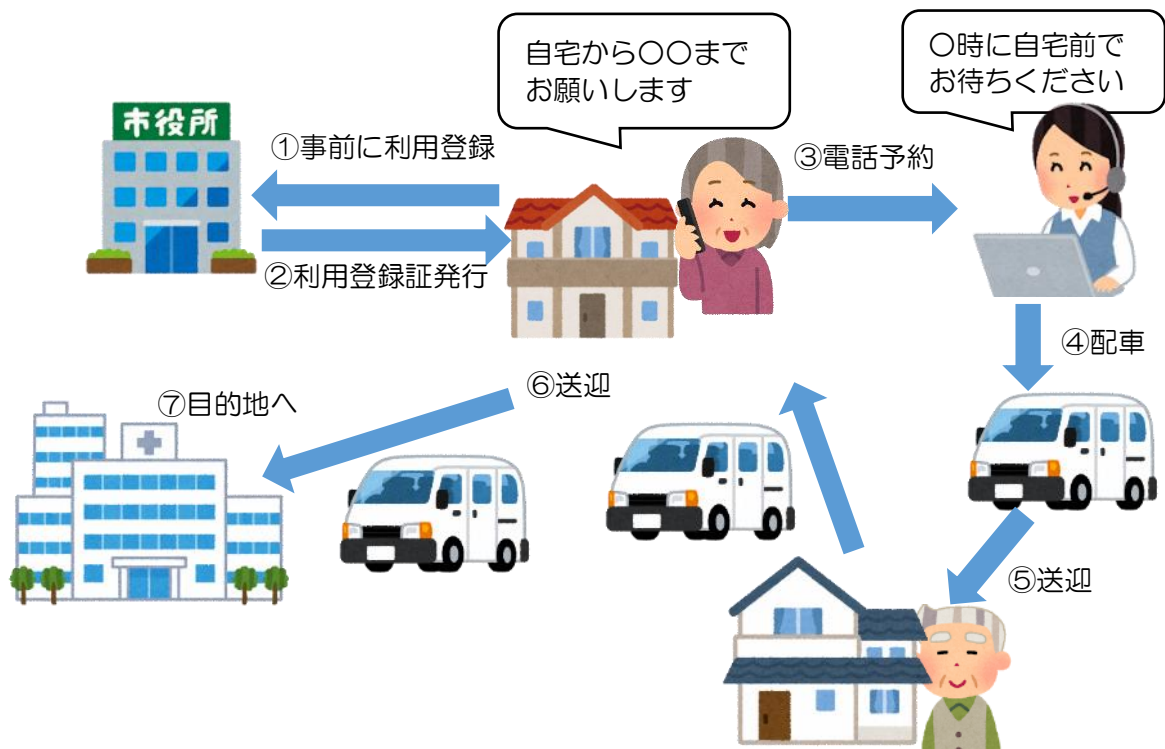 自宅から〇〇まで
お願いします
〇時に自宅前で
お待ちください
市役所
①事前に利用登録
③電話予約
②利用登録証発行
④配車
⑥送迎
⑦目的地へ
⑤送迎